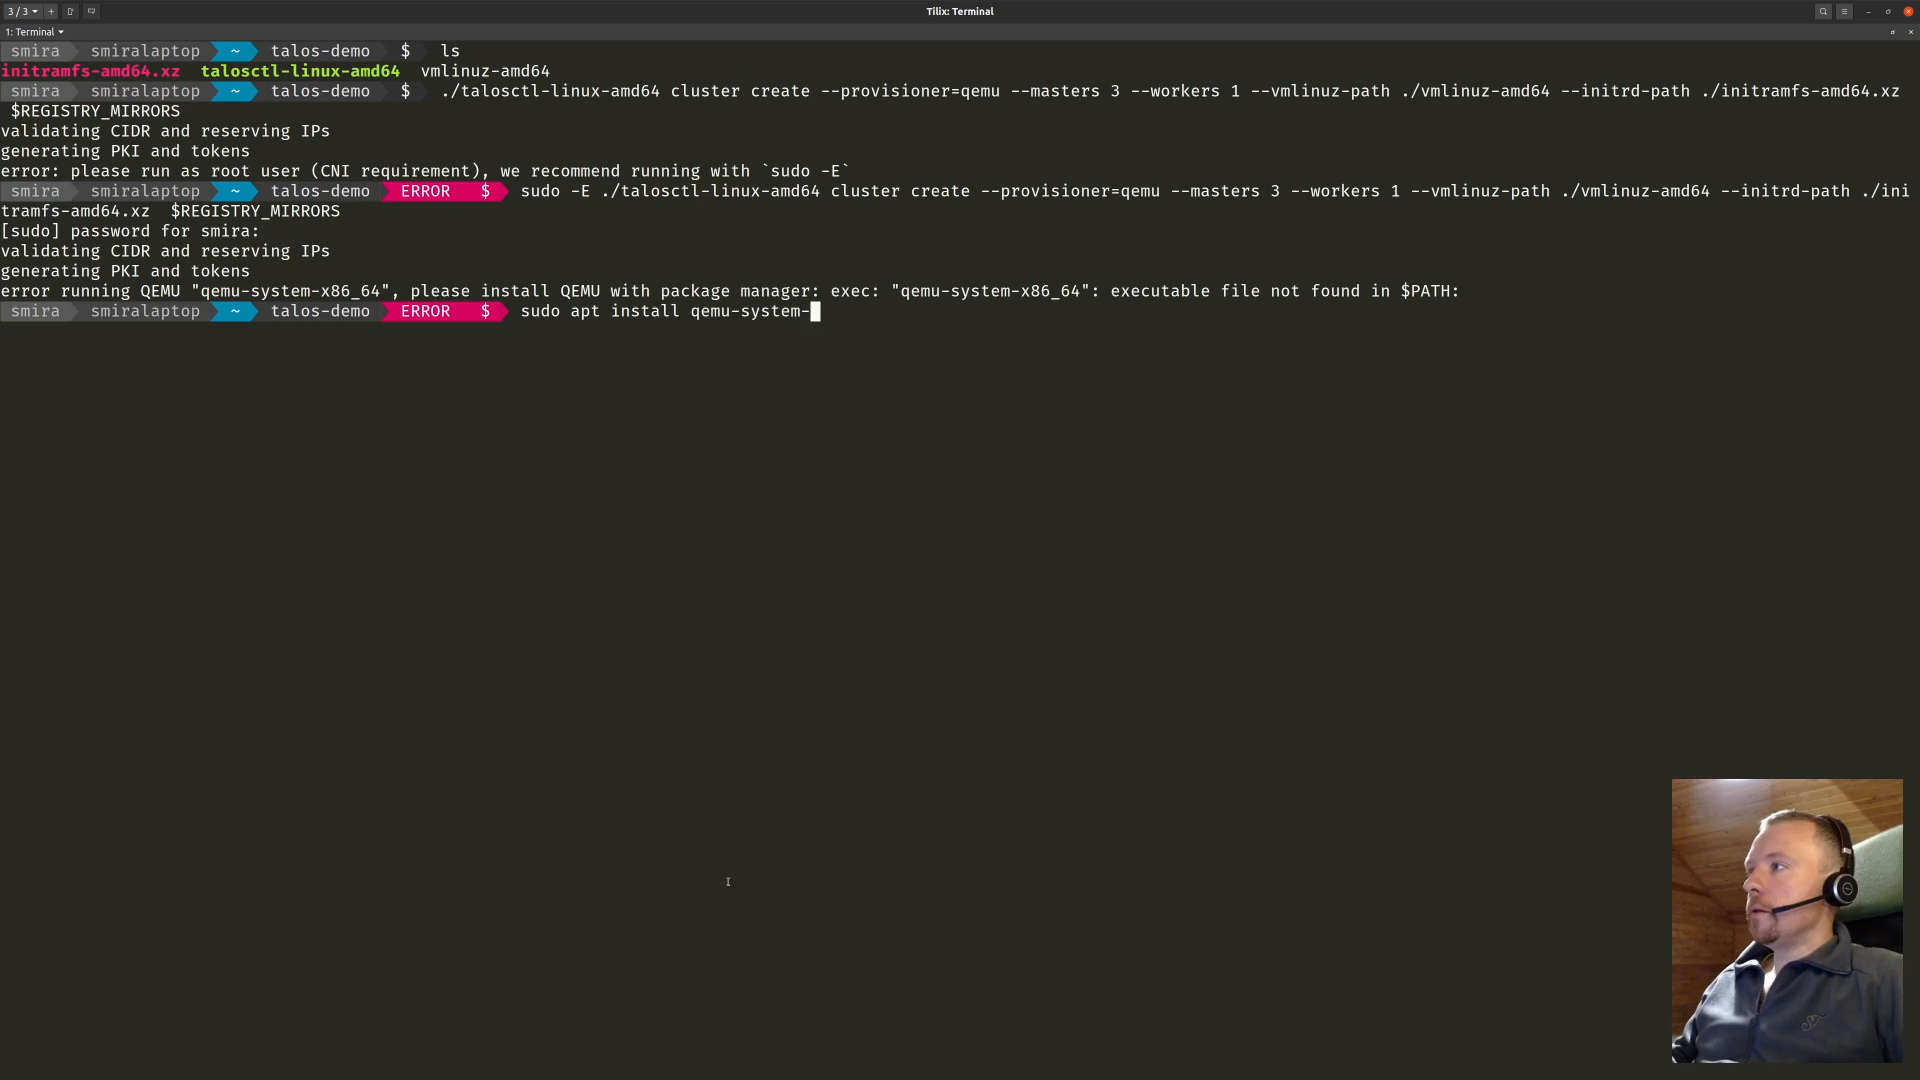 3 / 3
Tilix: Terminal
1: Terminal
smira smiralaptop ~ talos-demo $ ls
initramfs-amd64.xz talosctl-linux-amd64 vmlinuz-amd64
smira smiralaptop ~ talos-demo $ ./talosctl-linux-amd64 cluster create --provisioner=qemu --masters 3 --workers 1 --vmlinuz-path ./vmlinuz-amd64 --initrd-path ./initramfs-amd64.xz
$REGISTRY_MIRRORS
validating CIDR and reserving IPs
generating PKI and tokens
error: please run as root user (CNI requirement), we recommend running with `sudo -E`
smira smiralaptop ~ talos-demo ERROR $ sudo -E ./talosctl-linux-amd64 cluster create --provisioner=qemu --masters 3 --workers 1 --vmlinuz-path ./vmlinuz-amd64 --initrd-path ./ini
tramfs-amd64.xz $REGISTRY_MIRRORS
[sudo] password for smira:
validating CIDR and reserving IPs
generating PKI and tokens
error running QEMU "qemu-system-x86_64", please install QEMU with package manager: exec: "qemu-system-x86_64": executable file not found in $PATH:
smira smiralaptop ~ talos-demo ERROR $ sudo apt install qemu-system-